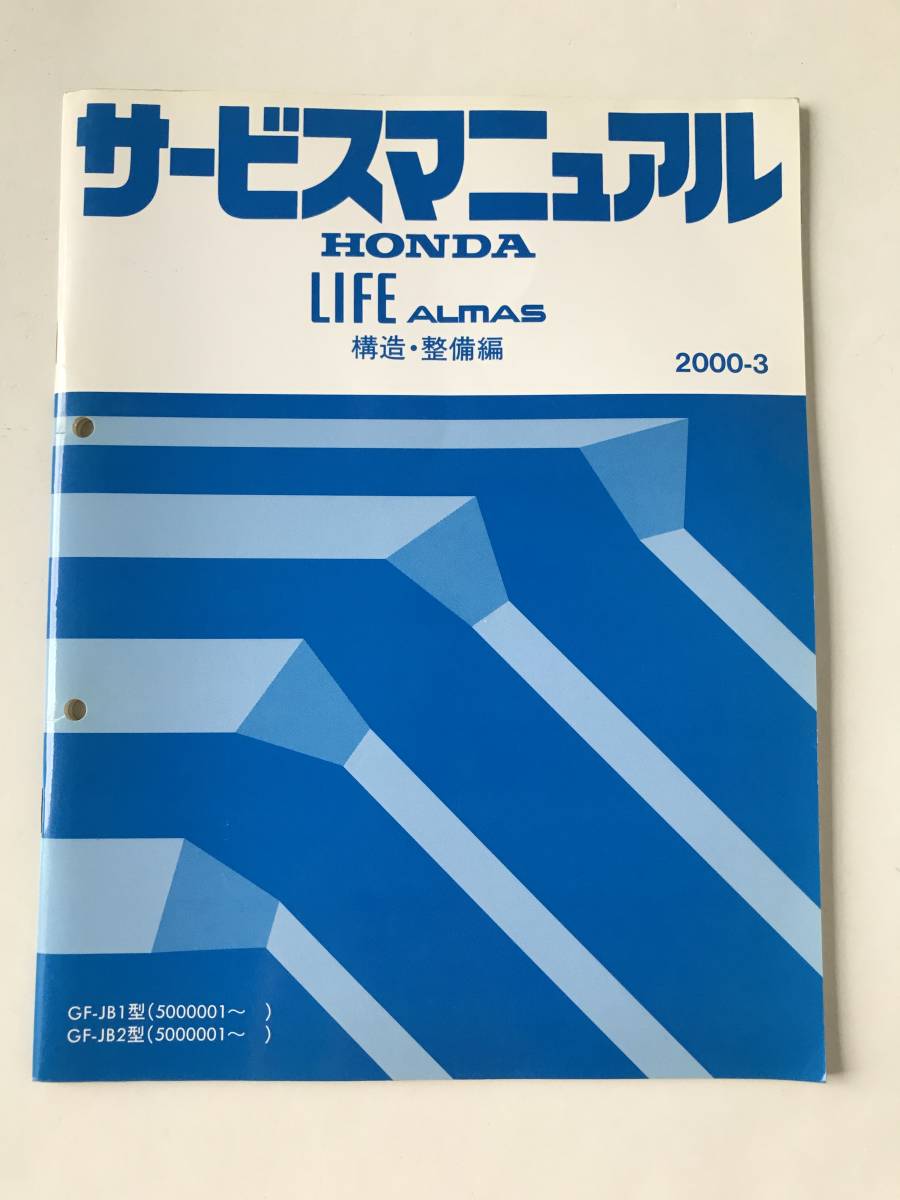 サービスマニュアル
HONDA
LIFE ALMAS
構造・整備編
2000-3
GF-JB1型(5000001～　)
GF-JB2型(5000001～　)